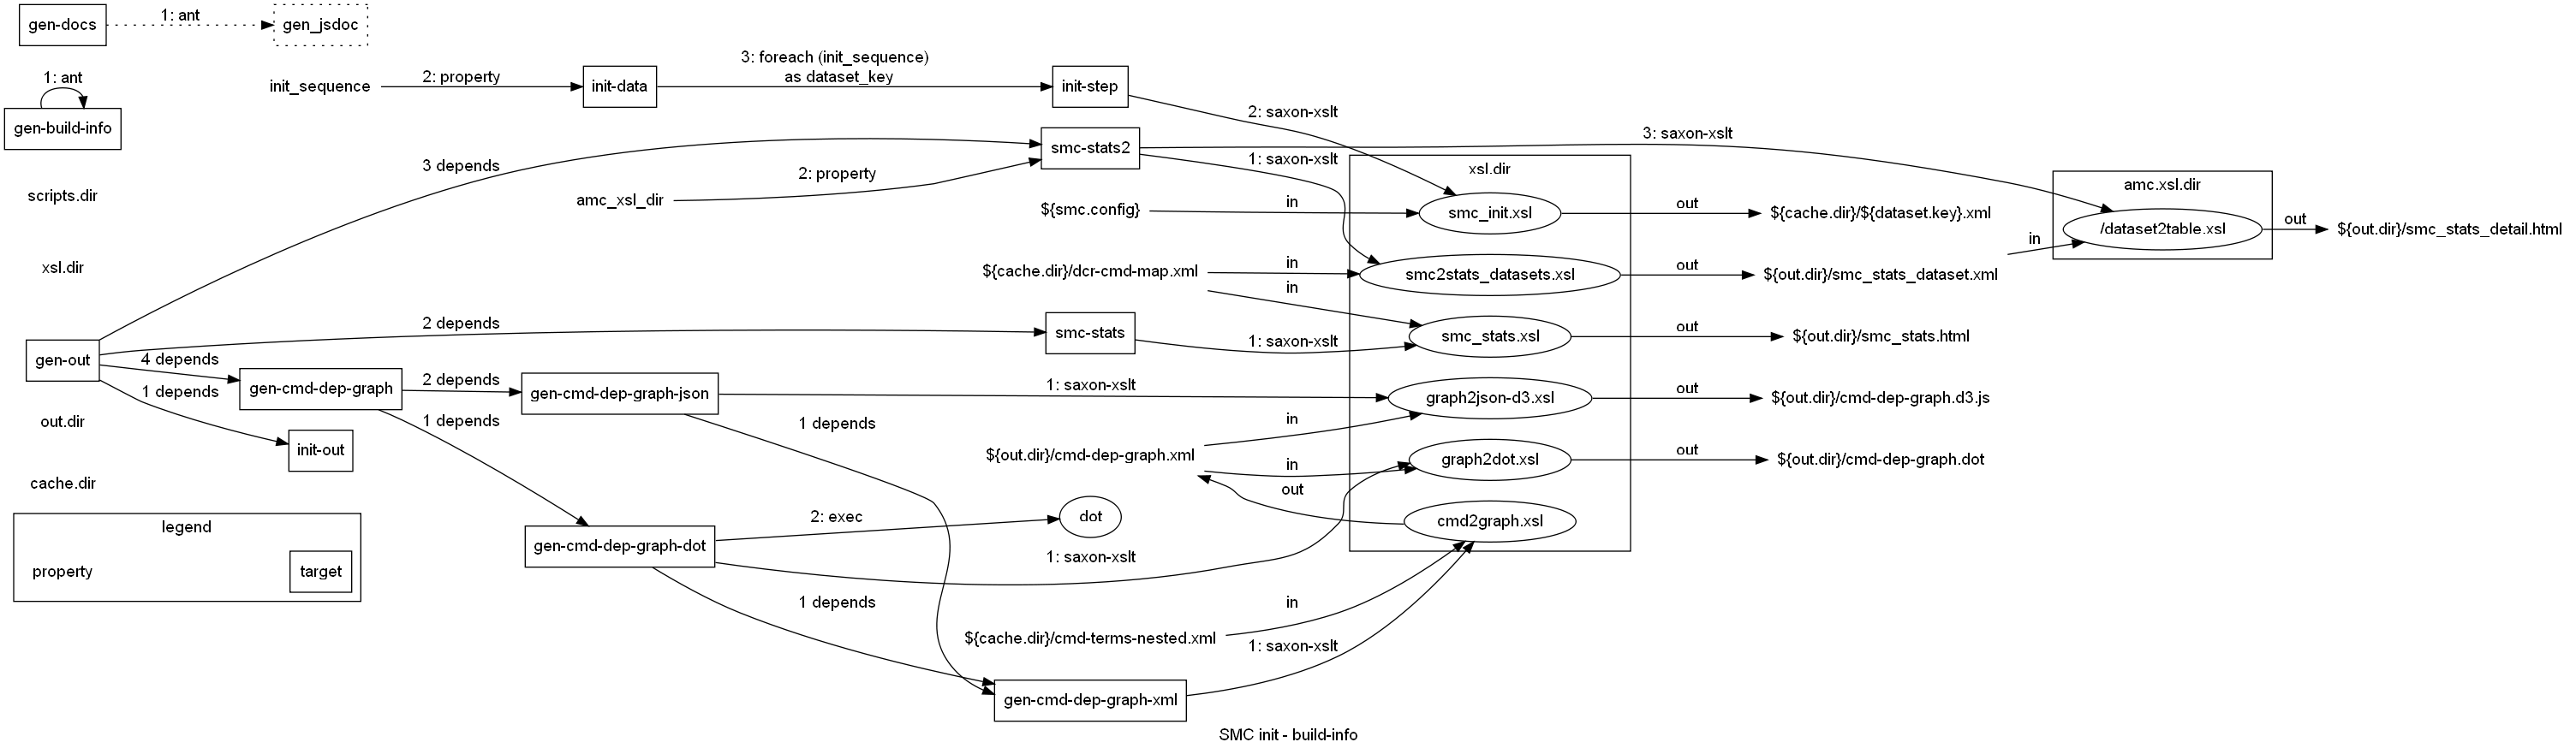 gen-docs
1: ant
gen_jsdoc
1: ant
gen-build-info
init_sequence
2: property
init-data
3: foreach (init_sequence)
as dataset_key
init-step
2: saxon-xslt
3 depends
smc-stats2
3: saxon-xslt
1: saxon-xslt
amc_xsl_dir
2: property
scripts.dir
xsl.dir
xsl.dir
amc.xsl.dir
${smc.config}
in
smc_init.xsl
out
${cache.dir}/${dataset.key}.xml
in
/dataset2table.xsl
out
${out.dir}/smc_stats_detail.html
${cache.dir}/dcr-cmd-map.xml
in
in
smc2stats_datasets.xsl
out
${out.dir}/smc_stats_dataset.xml
gen-out
2 depends
smc-stats
1: saxon-xslt
smc_stats.xsl
out
${out.dir}/smc_stats.html
4 depends
1 depends
gen-cmd-dep-graph
2 depends
gen-cmd-dep-graph-json
1: saxon-xslt
graph2json-d3.xsl
out
${out.dir}/cmd-dep-graph.d3.js
out.dir
init-out
1 depends
1 depends
${out.dir}/cmd-dep-graph.xml
in
in
out
graph2dot.xsl
out
${out.dir}/cmd-dep-graph.dot
cache.dir
gen-cmd-dep-graph-dot
2: exec
dot
1: saxon-xslt
cmd2graph.xsl
legend
property
target
1 depends
${cache.dir}/cmd-terms-nested.xml
in
1: saxon-xslt
gen-cmd-dep-graph-xml
SMC init - build-info